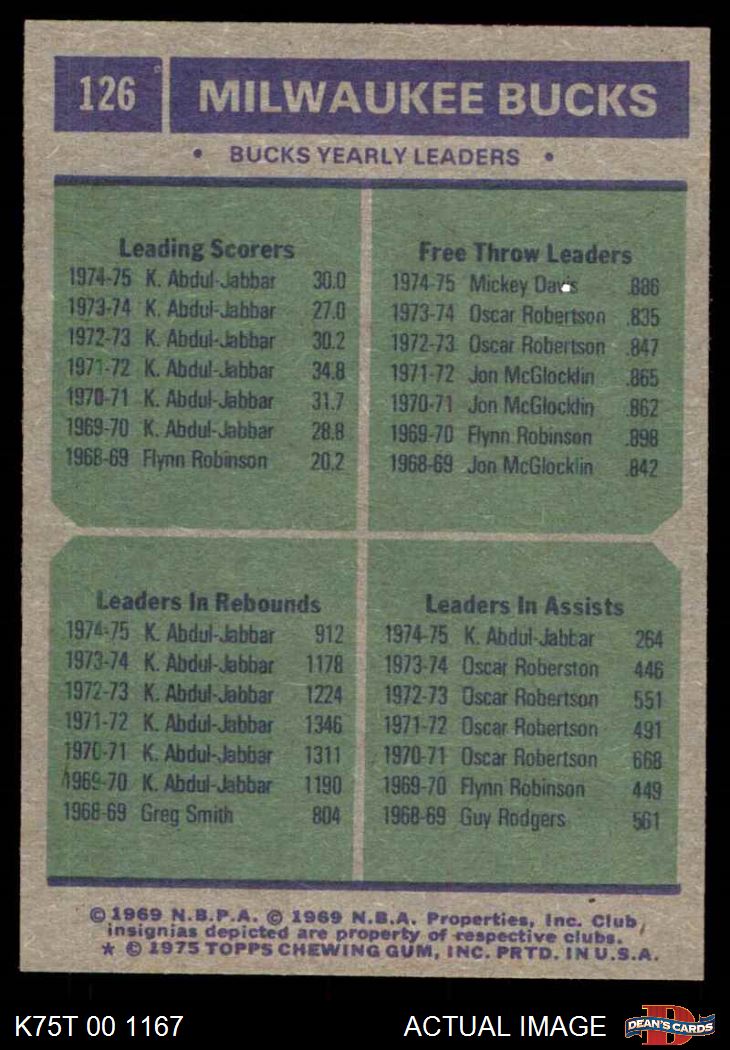 126
MILWAUKEE BUCKS
• BUCKS YEARLY LEADERS •
Leading Scorers
1974-75 K. Abdul-Jabbar 30.0
1973-74 K. Abdul-Jabbar 27.0
1972-73 K. Abdul-Jabbar 30.2
1971-72 K. Abdul-Jabbar 34.8
1970-71 K. Abdul-Jabbar 31.7
1969-70 K. Abdul-Jabbar 28.8
1968-69 Flynn Robinson 20.2
Free Throw Leaders
1974-75 Mickey Davis .886
1973-74 Oscar Robertson .835
1972-73 Oscar Robertson .847
1971-72 Jon McGlocklin .865
1970-71 Jon McGlocklin .862
1969-70 Flynn Robinson .898
1968-69 Jon McGlocklin .842
Leaders In Rebounds
1974-75 K. Abdul-Jabbar 912
1973-74 K. Abdul-Jabbar 1178
1972-73 K. Abdul-Jabbar 1224
1971-72 K. Abdul-Jabbar 1346
1970-71 K. Abdul-Jabbar 1311
1969-70 K. Abdul-Jabbar 1190
1968-69 Greg Smith 804
Leaders In Assists
1974-75 K. Abdul-Jabbar 264
1973-74 Oscar Roberston 446
1972-73 Oscar Robertson 551
1971-72 Oscar Robertson 491
1970-71 Oscar Robertson 668
1969-70 Flynn Robinson 449
1968-69 Guy Rodgers 561
© 1969 N.B.P.A. © 1969 N.B.A. Properties, Inc. Club
insignias depicted are property of respective clubs.
* © 1975 TOPPS CHEWING GUM, INC. PRTD. IN U.S.A.
K75T 00 1167
ACTUAL IMAGE
D
DEAN'S CARDS